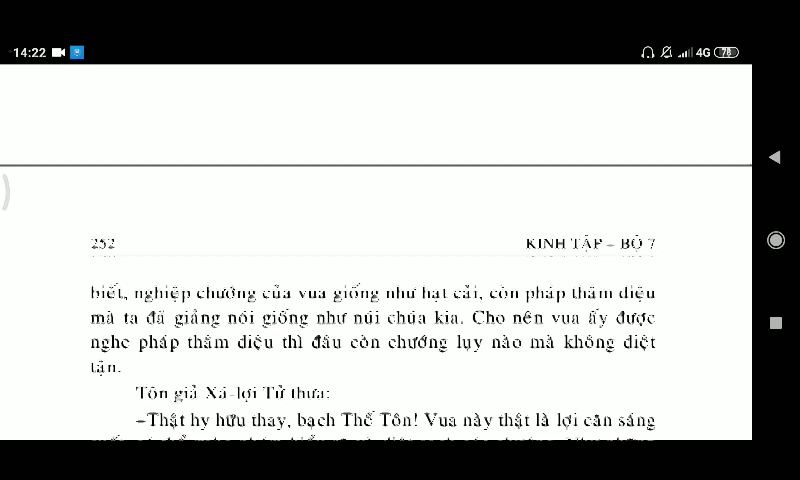 14:22
4G 78
252 KINH TẬP – BỘ 7
biết, nghiệp chướng của vua giống như hạt cải, còn pháp thâm diệu
mà ta đã giảng nói giống như núi chúa kia. Cho nên vua ấy được
nghe pháp thâm diệu thì đâu còn chướng lụy nào mà không diệt
tận.
Tôn giả Xá-lợi Tử thưa:
–Thật hy hữu thay, bạch Thế Tôn! Vua này thật là lợi căn sáng